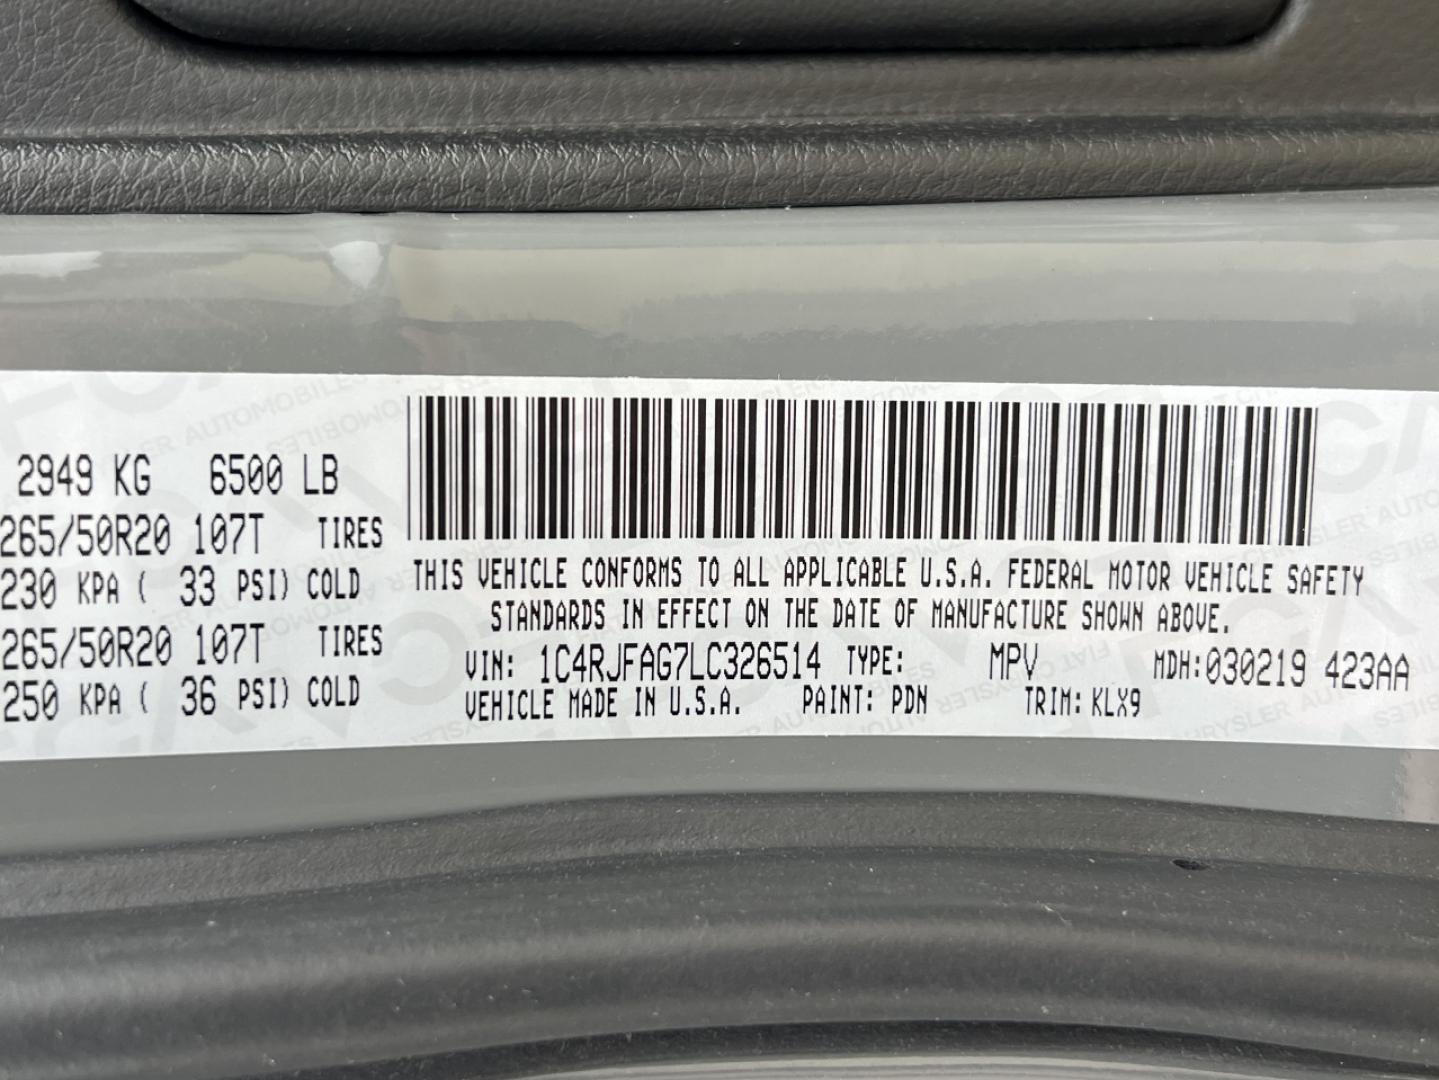 2949 KG 6500 LB
265/50R20 107T TIRES
230 KPA ( 33 PSI) COLD
265/50R20 107T TIRES
250 KPA ( 36 PSI) COLD
THIS VEHICLE CONFORMS TO ALL APPLICABLE U.S.A. FEDERAL MOTOR VEHICLE SAFETY
STANDARDS IN EFFECT ON THE DATE OF MANUFACTURE SHOWN ABOVE.
VIN: 1C4RJFAG7LC326514 TYPE: MPV MDH:030219 423AA
VEHICLE MADE IN U.S.A. PAINT: PDN TRIM: KLX9